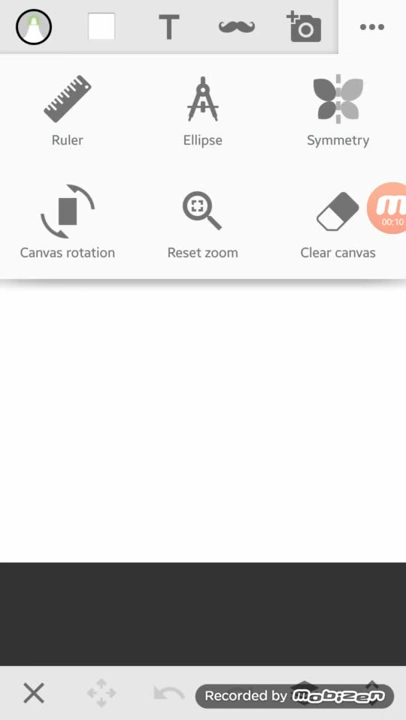 T
Ruler
Ellipse
Symmetry
00:10
Canvas rotation
Reset zoom
Clear canvas
Recorded by mobizen